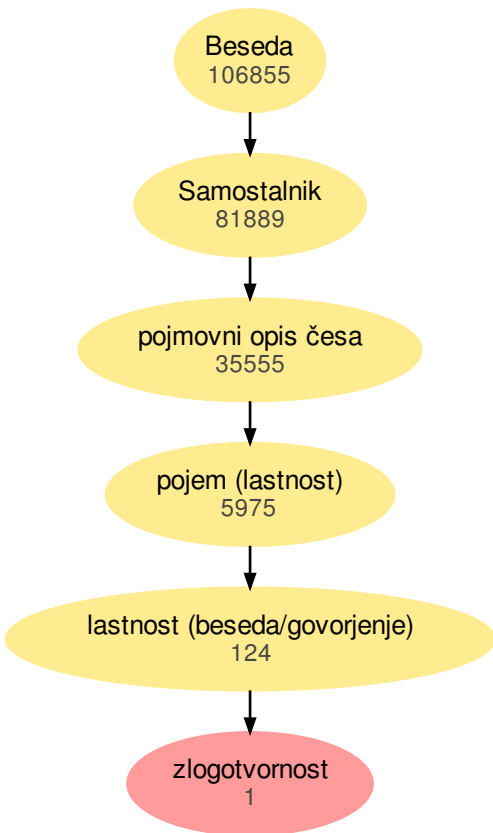 Beseda
106855
Samostalnik
81889
pojmovni opis česa
35555
pojem (lastnost)
5975
lastnost (beseda/govorjenje)
124
zlogotvornost
1